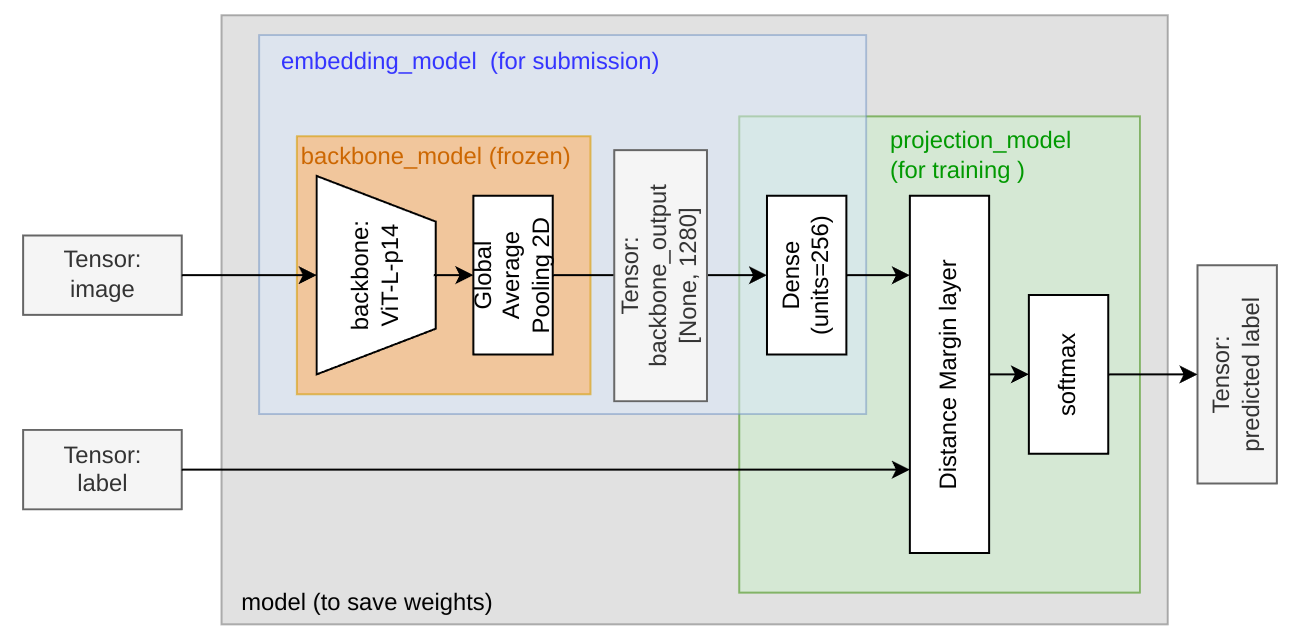 embedding_model  (for submission)
backbone_model (frozen)
projection_model
(for training )
Tensor:
image
backbone:
ViT-L-p14
Global
Average
Pooling 2D
Tensor:
backbone_output
[None, 1280]
Dense
(units=256)
Distance Margin layer
softmax
Tensor:
predicted label
Tensor:
label
model (to save weights)